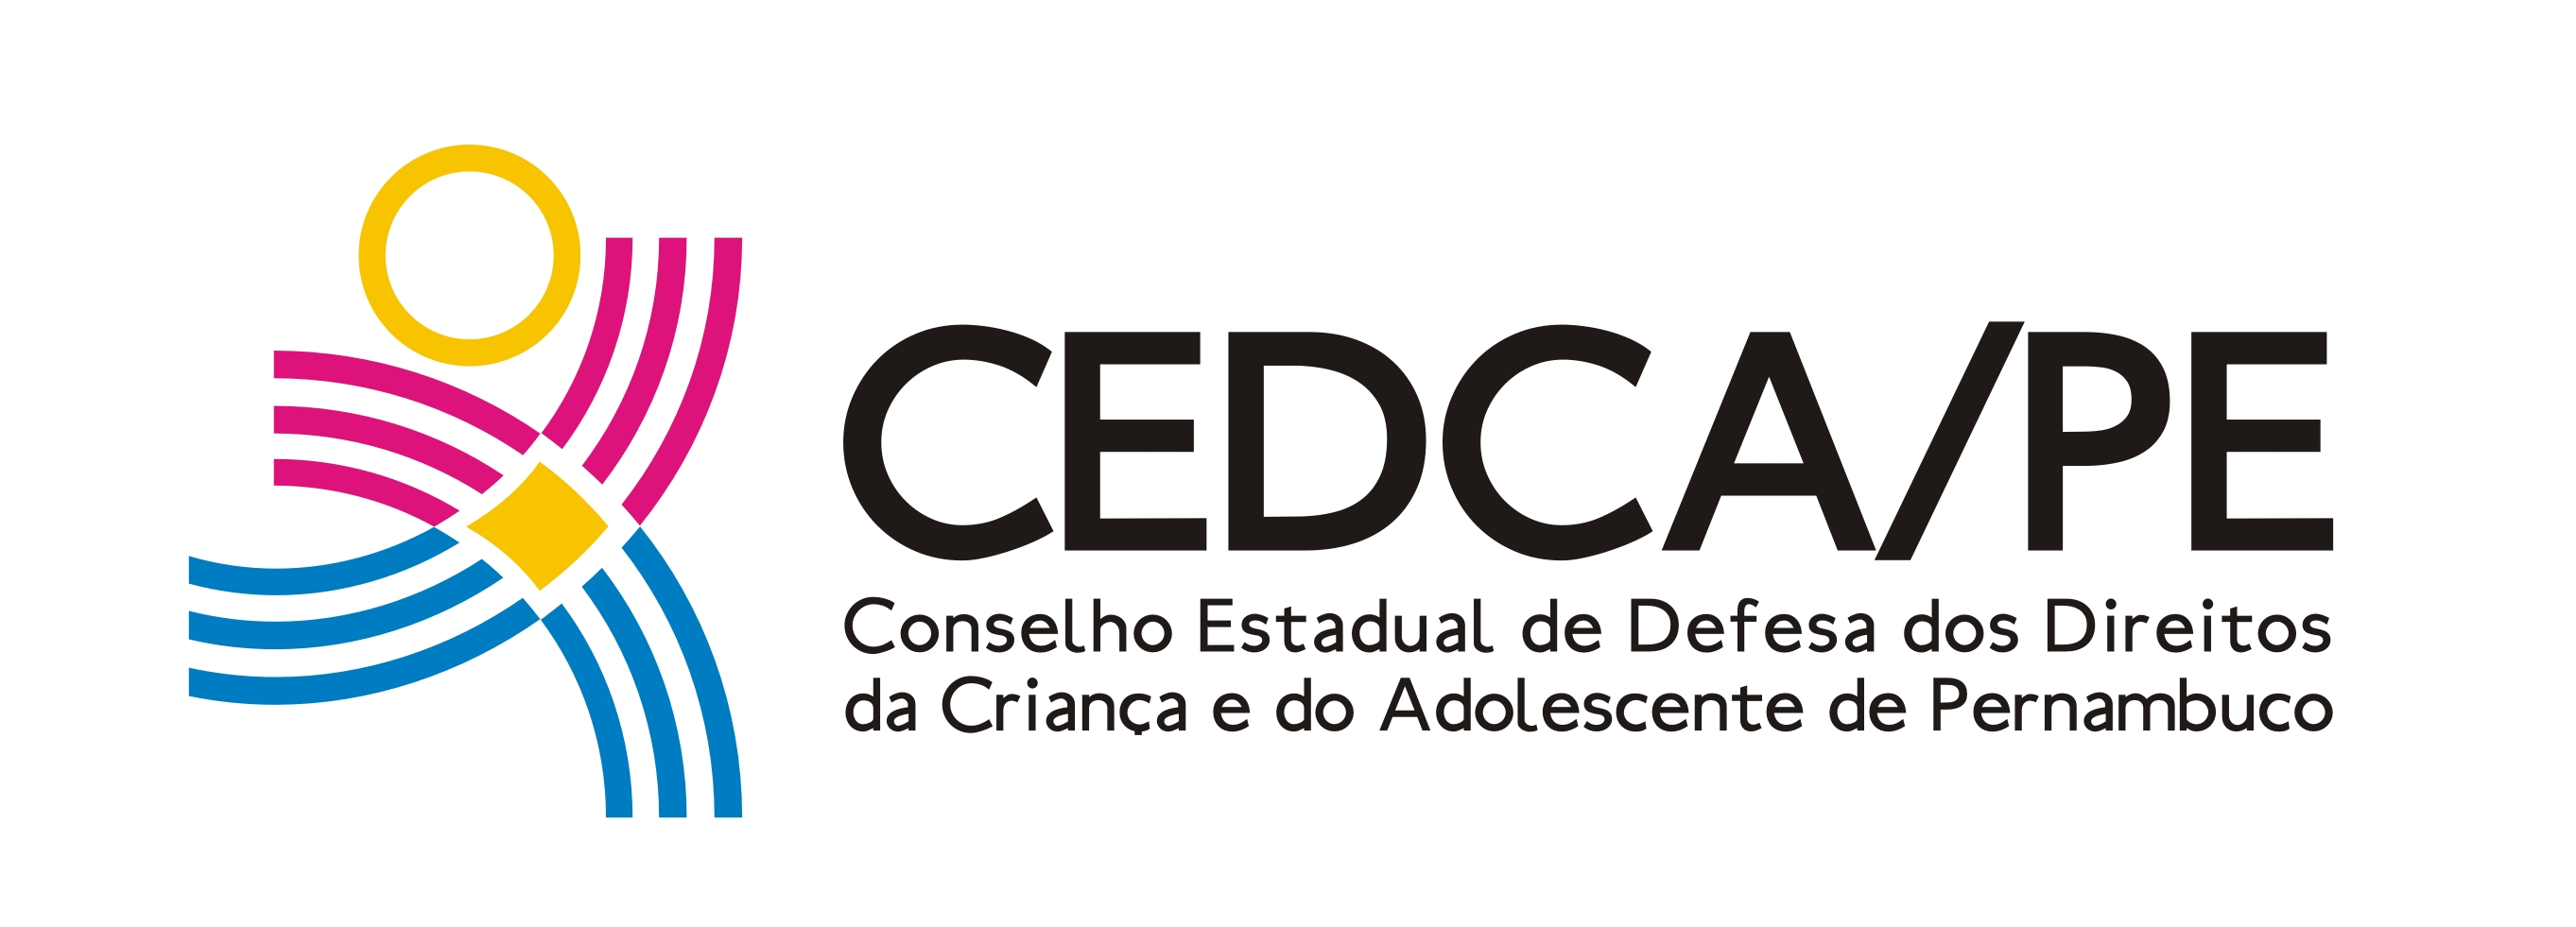 CEDCA/PE
Conselho Estadual de Defesa dos Direitos
da Criança e do Adolescente de Pernambuco